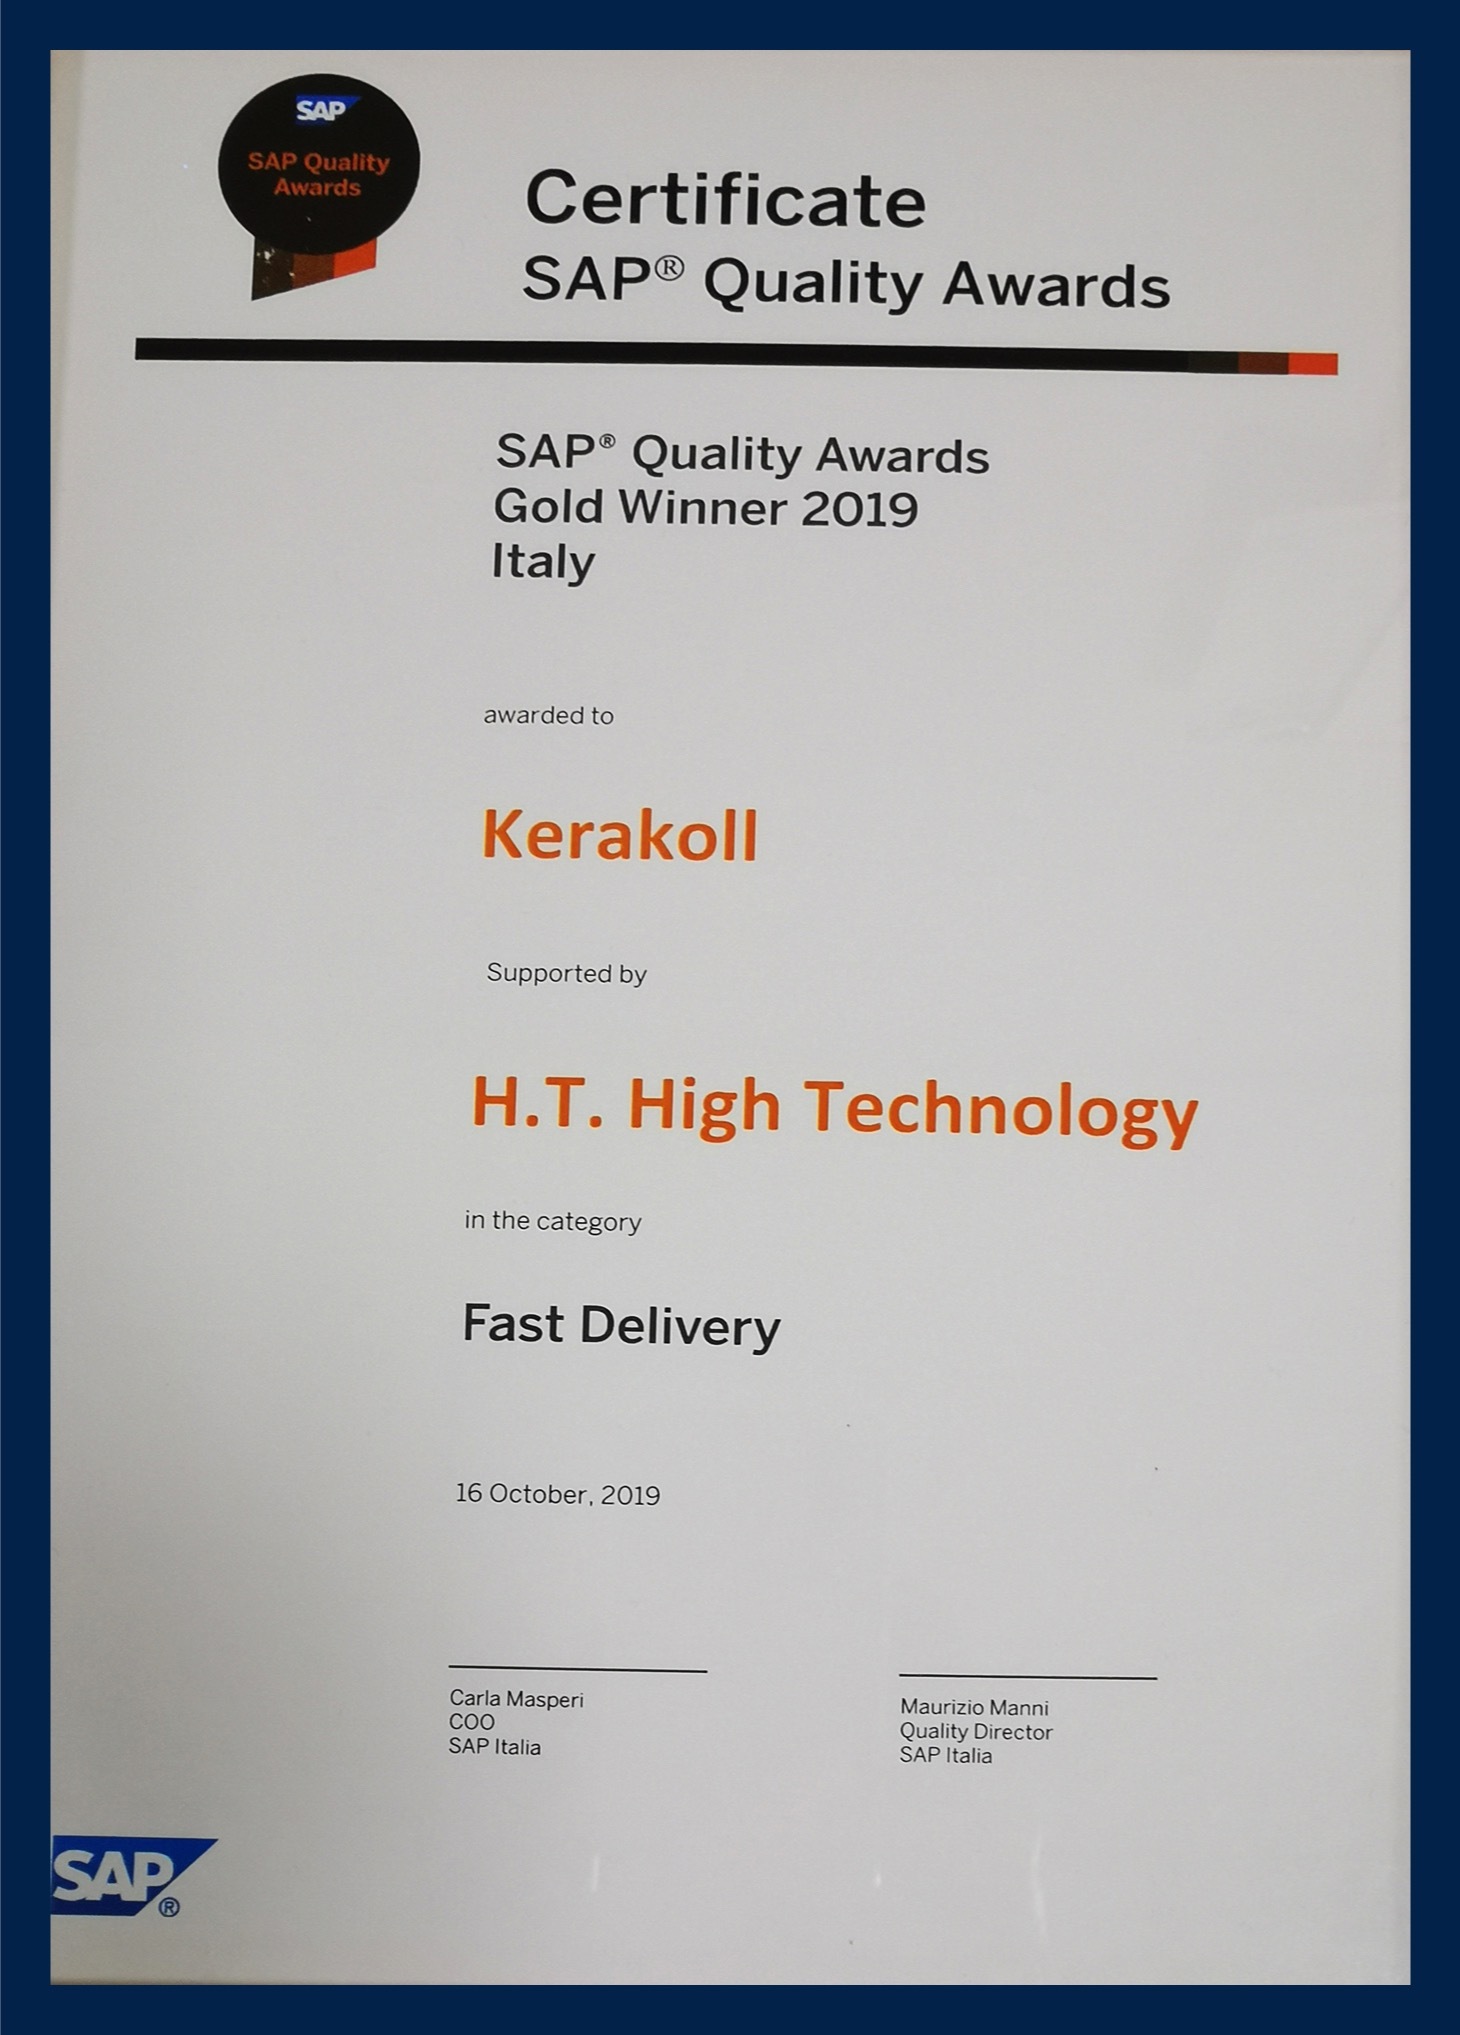 SAP
SAP Quality
Awards
Certificate
SAP® Quality Awards
SAP® Quality Awards
Gold Winner 2019
Italy
awarded to
Kerakoll
Supported by
H.T. High Technology
in the category
Fast Delivery
16 October, 2019
Carla Masperi
COO
SAP Italia
Maurizio Manni
Quality Director
SAP Italia
SAP®